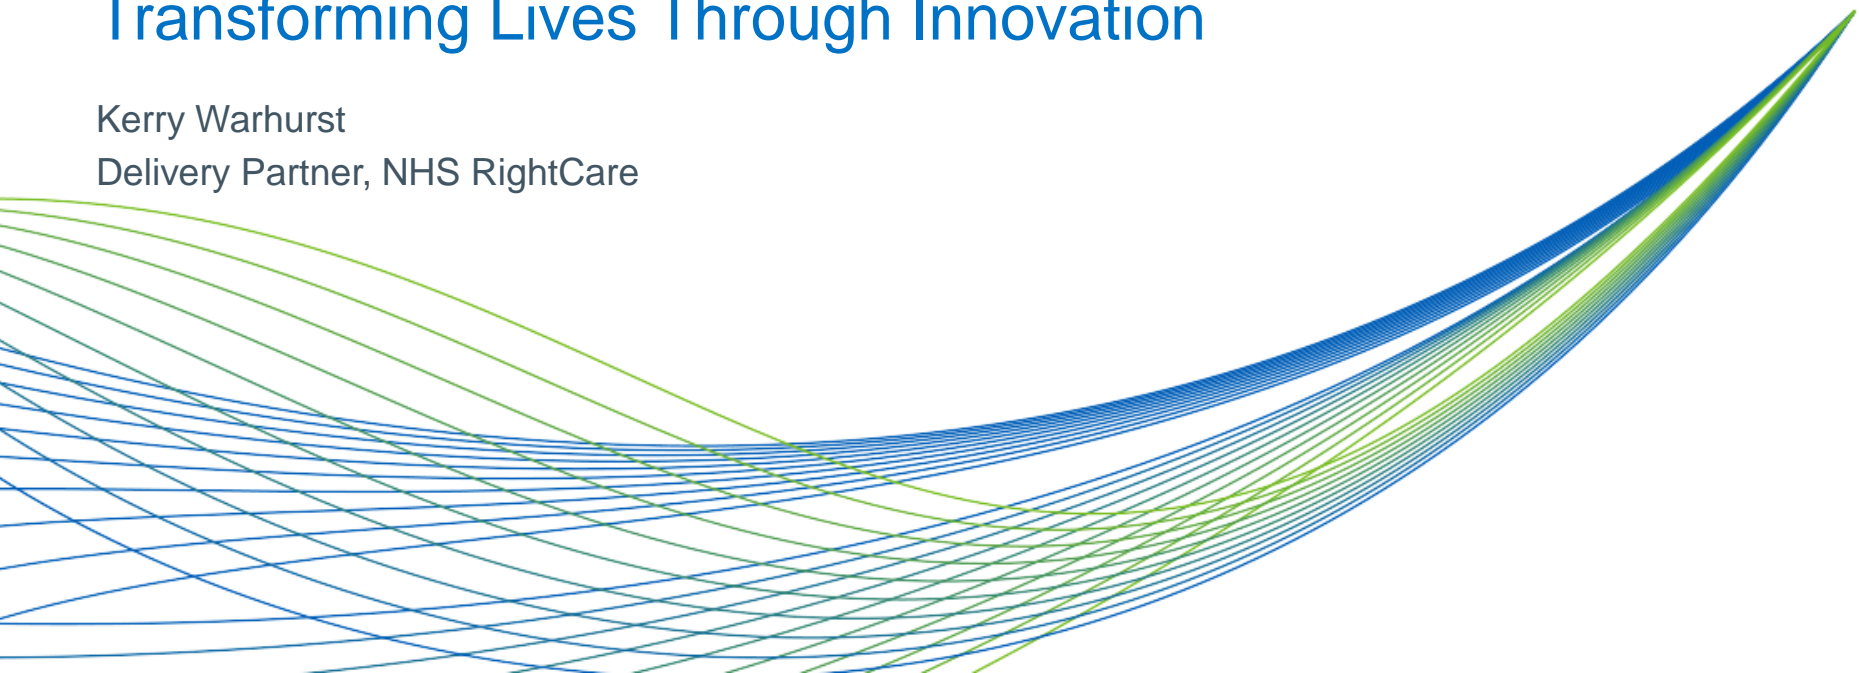 Transforming Lives Through Innovation
Kerry Warhurst
Delivery Partner, NHS RightCare